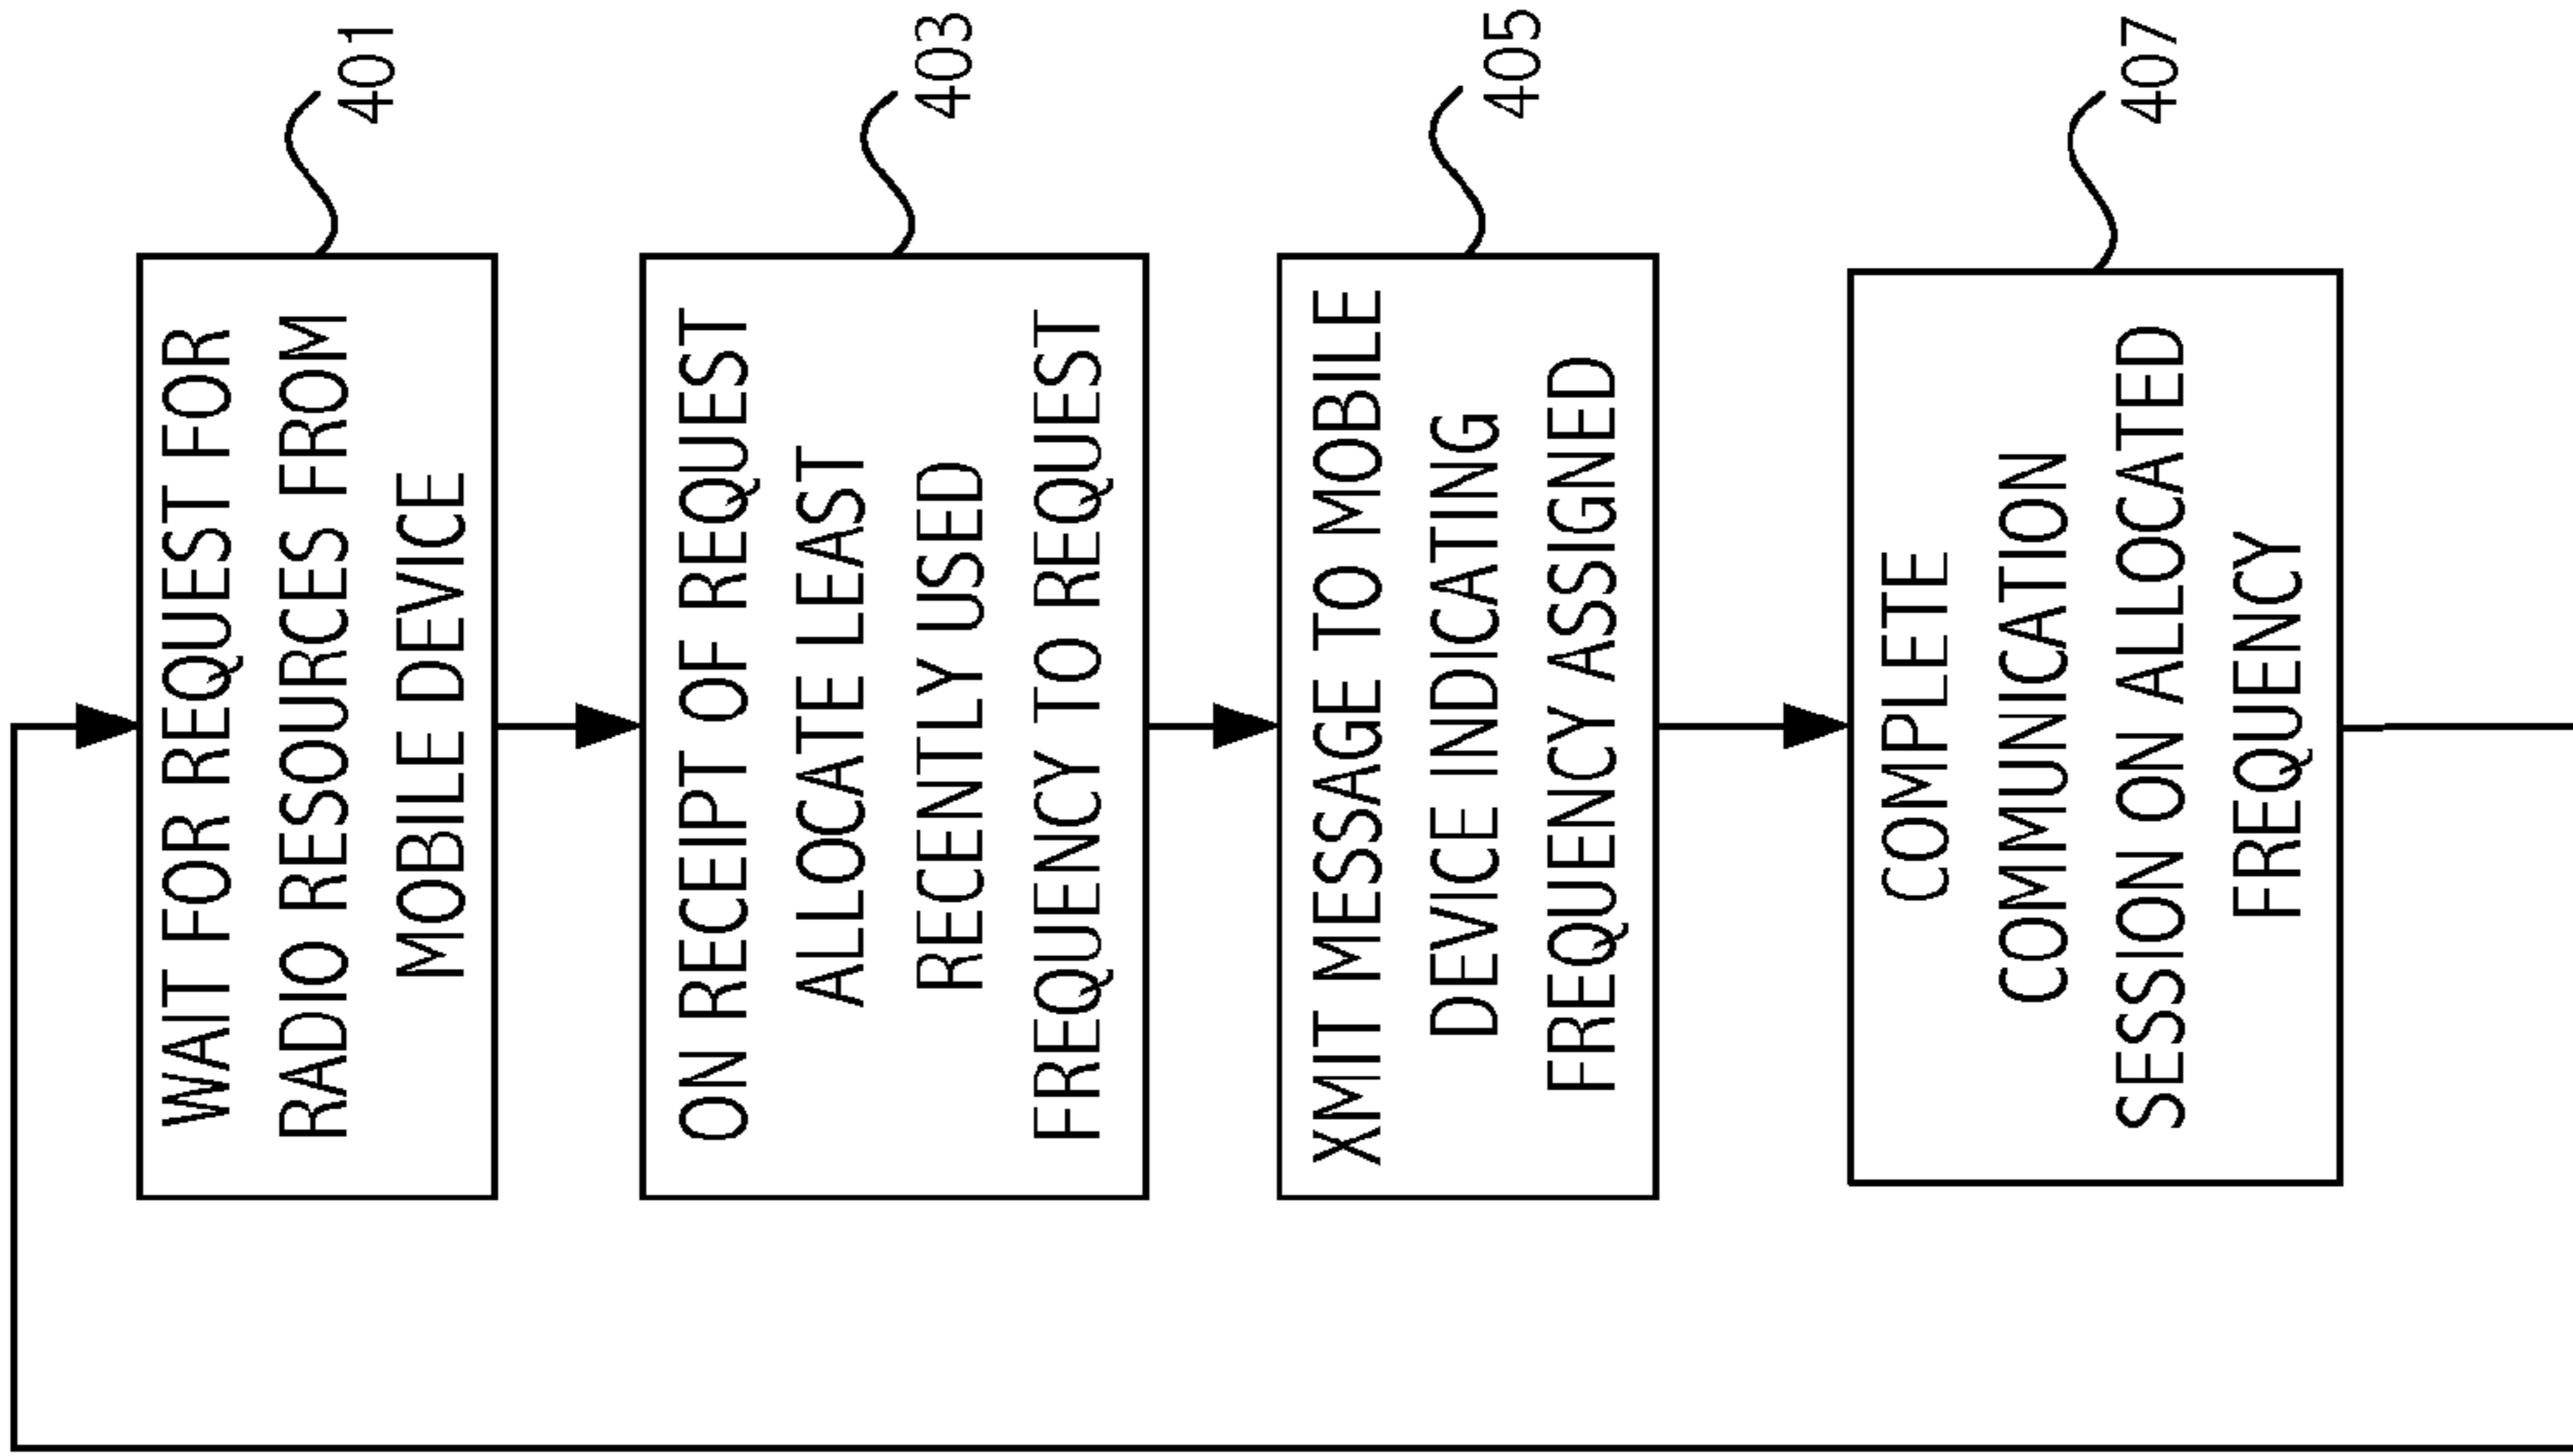 WAIT FOR REQUEST FOR
RADIO RESOURCES FROM
MOBILE DEVICE
401
ON RECEIPT OF REQUEST
ALLOCATE LEAST
RECENTLY USED
FREQUENCY TO REQUEST
403
XMIT MESSAGE TO MOBILE
DEVICE INDICATING
FREQUENCY ASSIGNED
405
COMPLETE
COMMUNICATION
SESSION ON ALLOCATED
FREQUENCY
407